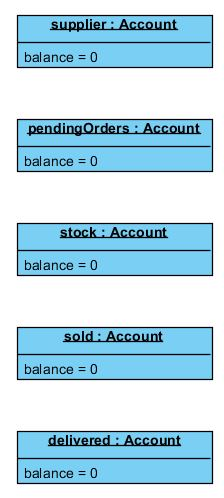 supplier : Account
balance = 0
pendingOrders : Account
balance = 0
stock : Account
balance = 0
sold : Account
balance = 0
delivered : Account
balance = 0